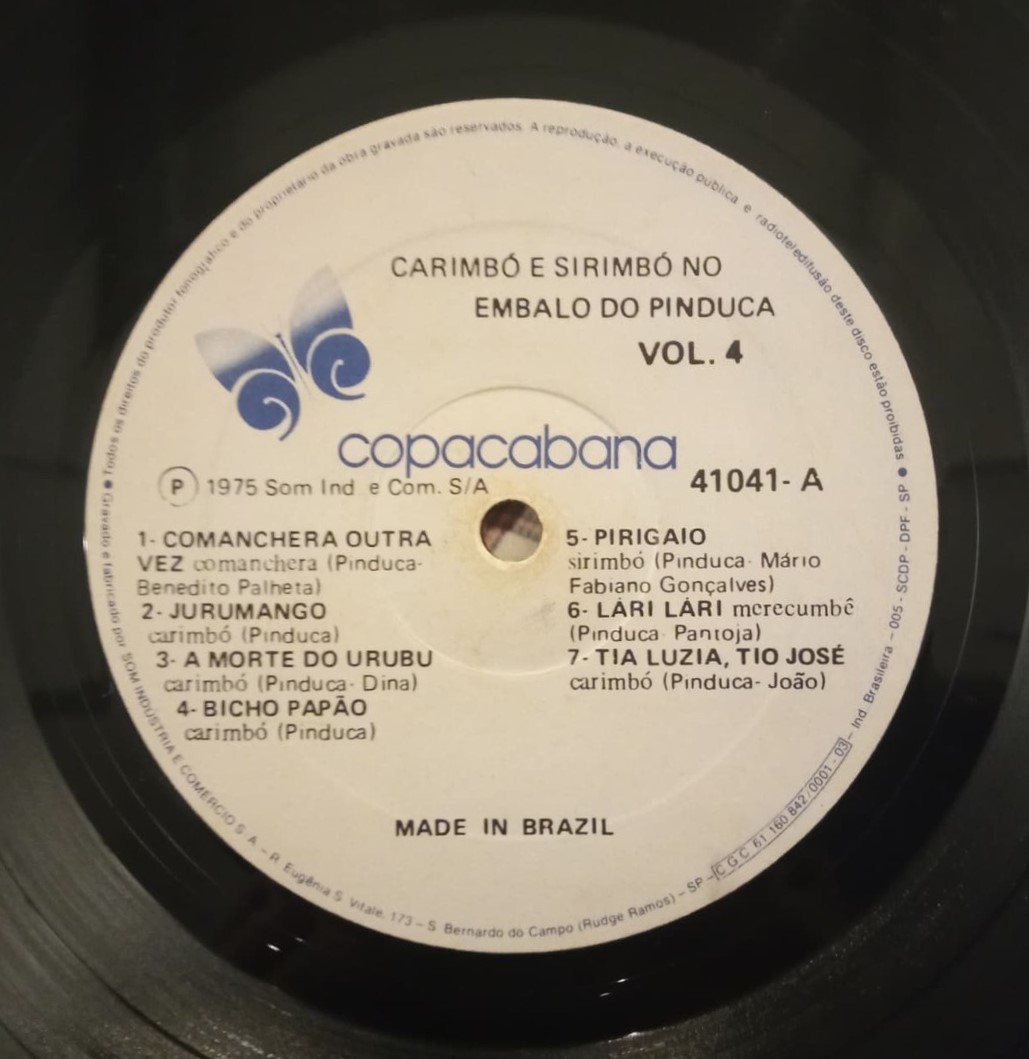 CARIMBÓ E SIRIMBÓ NO
EMBALO DO PINDUCA
VOL. 4
copacabana
P 1975 Som Ind e Com. S/A
41041- A
1- COMANCHERA OUTRA
VEZ comanchera (Pinduca-
Benedito Palheta)
2- JURUMANGO
carimbó (Pinduca)
3- A MORTE DO URUBU
carimbó (Pinduca- Dina)
4- BICHO PAPÃO
carimbó (Pinduca)
5- PIRIGAIO
sirimbó (Pinduca- Mário
Fabiano Gonçalves)
6- LÁRI LÁRI merecumbê
(Pinduca- Pantoja)
7- TIA LUZIA, TIO JOSÉ
carimbó (Pinduca- João)
MADE IN BRAZIL
Todos os direitos do produtor fonográfico e do proprietário da obra gravada são reservados. A reprodução, a execução pública e radioteledifusão deste disco estão proibidas
Gravado e fabricado por SOM INDÚSTRIA E COMERCIO S. A. – R. Eugênia S. Vitale, 173 – S. Bernardo do Campo (Rudge Ramos) – SP – C G C 61 160 842/0001 - 03 – Ind. Brasileira – 005 - SCDP - DPF - SP